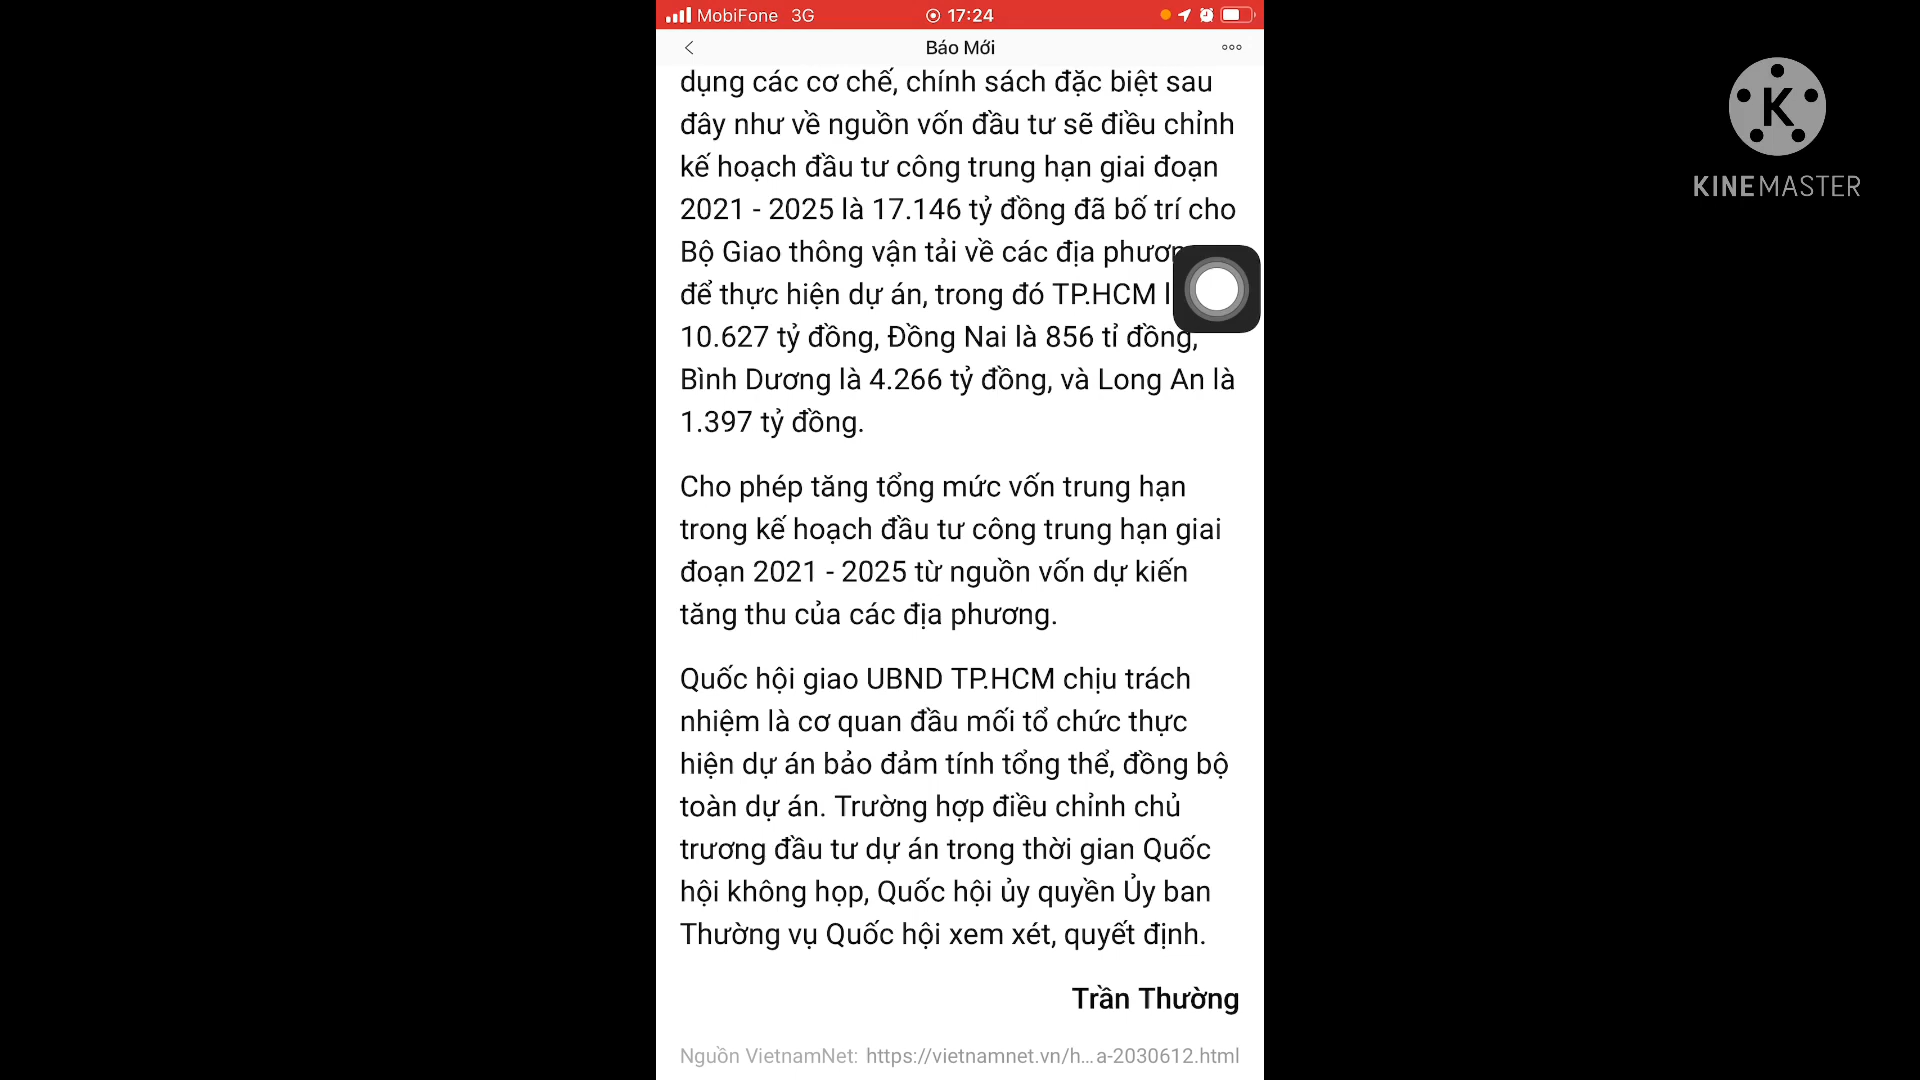 MobiFone 3G 17:24
Báo Mới
dụng các cơ chế, chính sách đặc biệt sau
đây như về nguồn vốn đầu tư sẽ điều chỉnh
kế hoạch đầu tư công trung hạn giai đoạn
2021 - 2025 là 17.146 tỷ đồng đã bố trí cho
Bộ Giao thông vận tải về các địa
để thực hiện dự án, trong đó TP.HCM
10.627 tỷ đồng, Đồng Nai là 856 tỉ đồng,
Bình Dương là 4.266 tỷ đồng, và Long An là
1.397 tỷ đồng.
Cho phép tăng tổng mức vốn trung hạn
trong kế hoạch đầu tư công trung hạn giai
đoạn 2021 - 2025 từ nguồn vốn dự kiến
tăng thu của các địa phương.
Quốc hội giao UBND TP.HCM chịu trách
nhiệm là cơ quan đầu mối tổ chức thực
hiện dự án bảo đảm tính tổng thể, đồng bộ
toàn dự án. Trường hợp điều chỉnh chủ
trương đầu tư dự án trong thời gian Quốc
hội không họp, Quốc hội ủy quyền Ủy ban
Thường vụ Quốc hội xem xét, quyết định.
Trần Thường
Nguồn VietnamNet: https://vietnamnet.vn/h...a-2030612.html
K
KINEMASTER